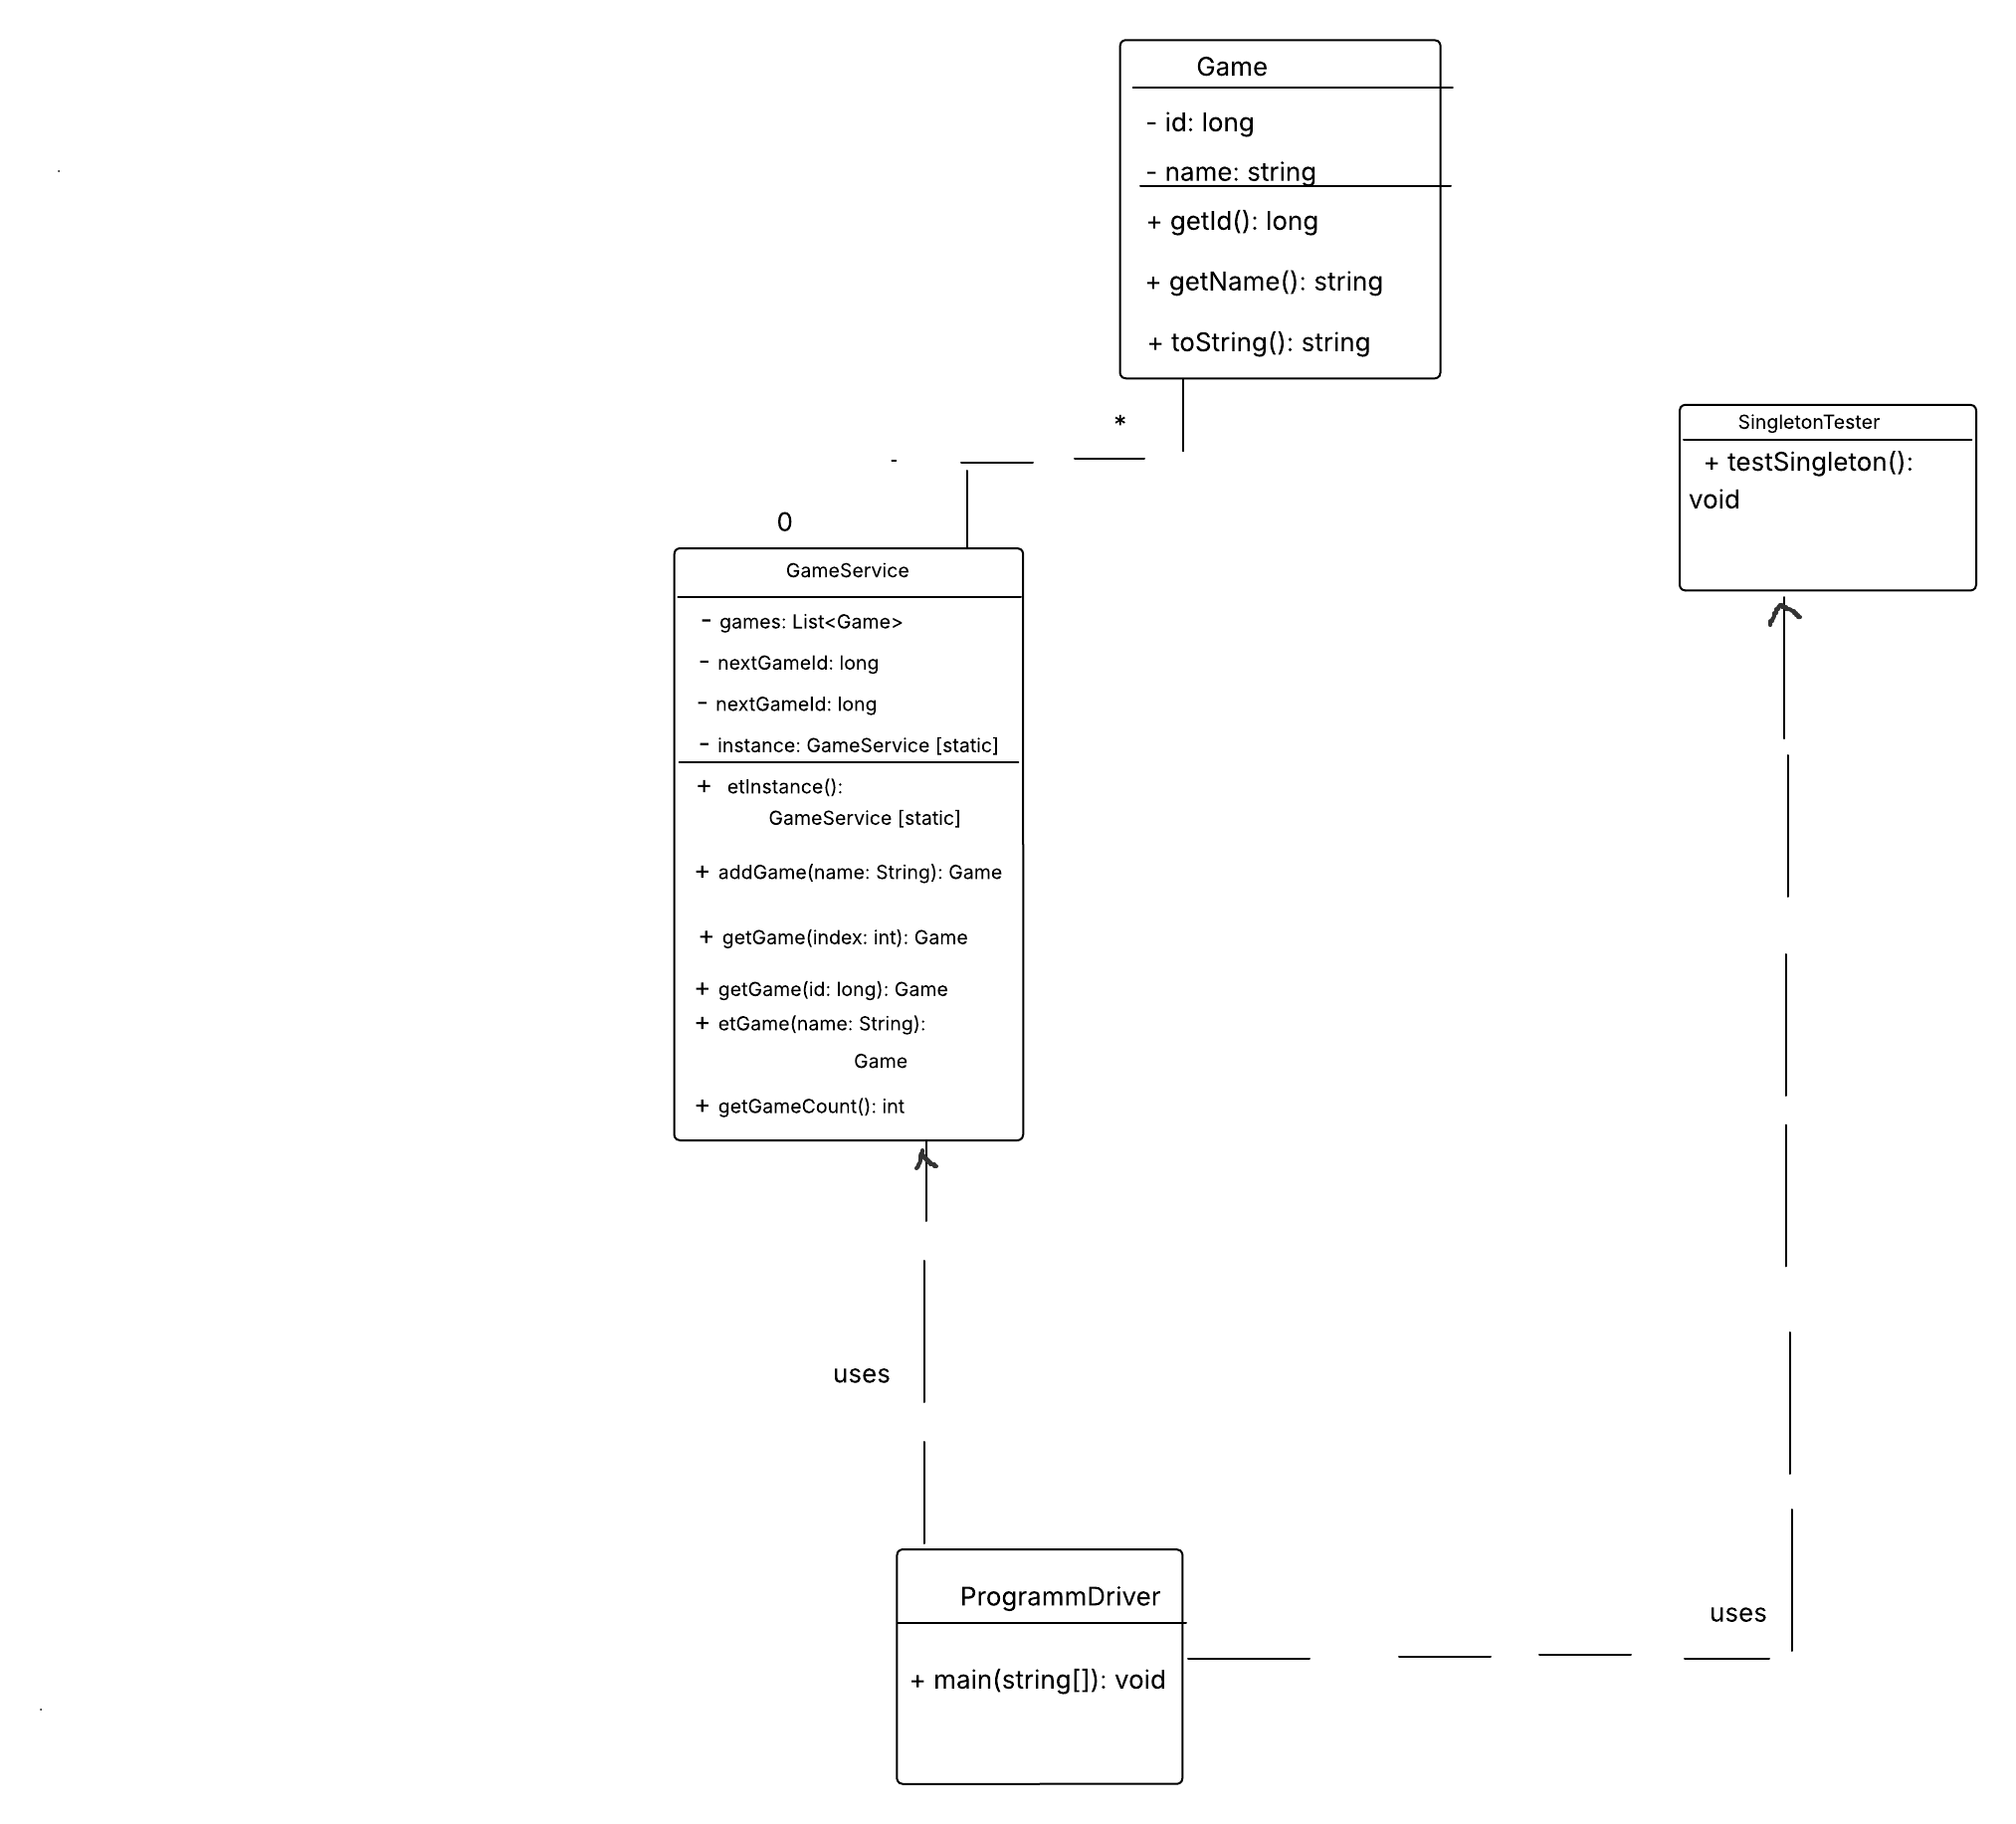 Game
- id: long
- name: string
+ getId(): long
+ getName(): string
+ toString(): string
*
-
0
SingletonTester
+ testSingleton():
void
GameService
- games: List<Game>
- nextGameId: long
- nextGameId: long
- instance: GameService [static]
+ etInstance():
GameService [static]
+ addGame(name: String): Game
+ getGame(index: int): Game
+ getGame(id: long): Game
+ etGame(name: String):
Game
+ getGameCount(): int
uses
ProgrammDriver
+ main(string[]): void
uses